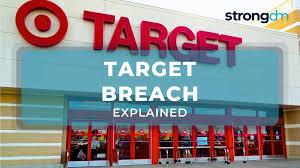 strongdm
TARGET
TARGET
BREACH
EXPLAINED